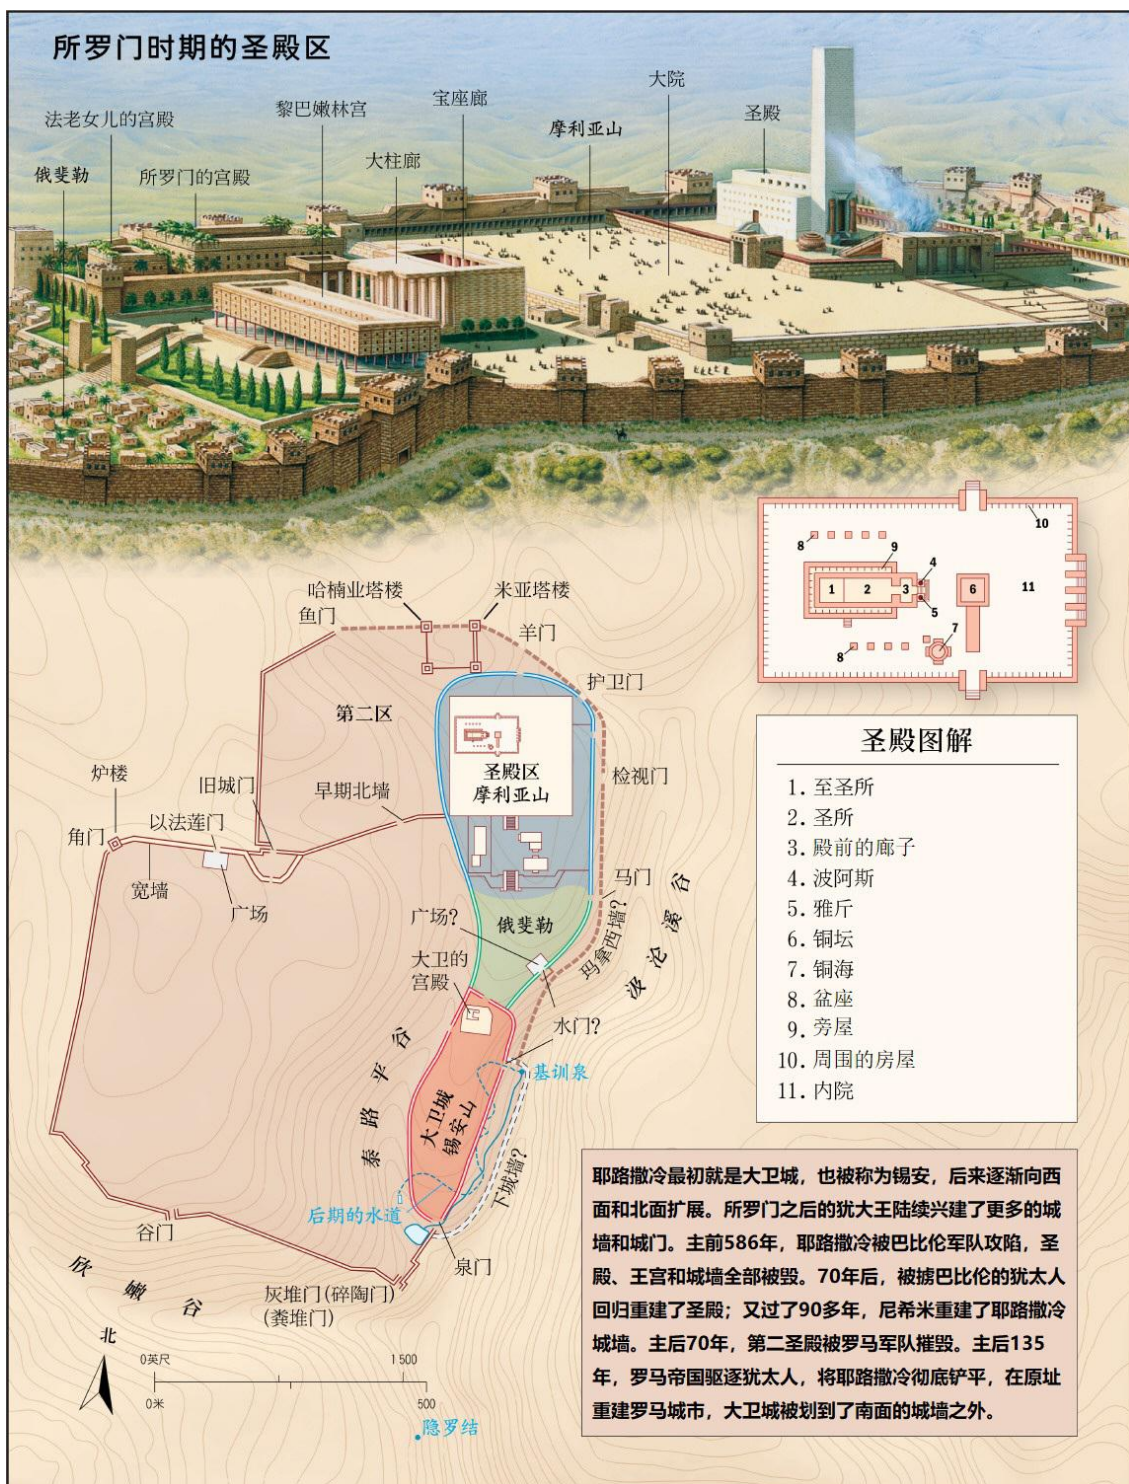 所罗门时期的圣殿区
法老女儿的宫殿
俄斐勒
所罗门的宫殿
黎巴嫩林宫
大柱廊
宝座廊
摩利亚山
大院
圣殿
10
8
9
4
1
2
3
6
11
5
7
8
哈楠业塔楼
米亚塔楼
鱼门
羊门
护卫门
第二区
圣殿区
摩利亚山
检视门
炉楼
旧城门
早期北墙
角门
以法莲门
宽墙
广场
马门
广场?
俄斐勒
玛拿西墙?
汲沦溪谷
大卫的
宫殿
水门?
基训泉
泰路平谷
大卫城
锡安山
下城墙?
后期的水道
谷门
泉门
欣嫩谷
灰堆门(碎陶门)
(粪堆门)
北
0英尺
1 500
0米
500
隐罗结
圣殿图解
1. 至圣所
2. 圣所
3. 殿前的廊子
4. 波阿斯
5. 雅斤
6. 铜坛
7. 铜海
8. 盆座
9. 旁屋
10. 周围的房屋
11. 内院
耶路撒冷最初就是大卫城，也被称为锡安，后来逐渐向西
面和北面扩展。所罗门之后的犹大王陆续兴建了更多的城
墙和城门。主前586年，耶路撒冷被巴比伦军队攻陷，圣
殿、王宫和城墙全部被毁。70年后，被掳巴比伦的犹太人
回归重建了圣殿；又过了90多年，尼希米重建了耶路撒冷
城墙。主后70年，第二圣殿被罗马军队摧毁。主后135
年，罗马帝国驱逐犹太人，将耶路撒冷彻底铲平，在原址
重建罗马城市，大卫城被划到了南面的城墙之外。